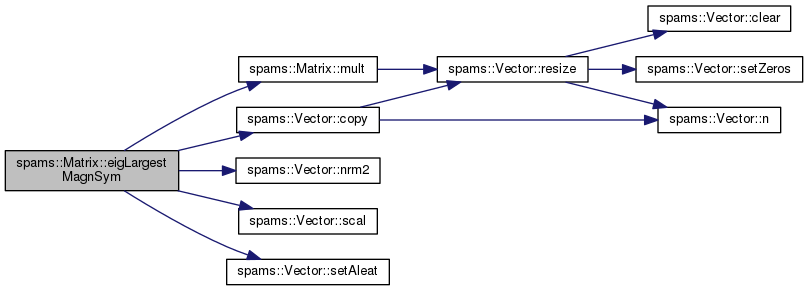 spams::Matrix::eigLargest
MagnSym
spams::Matrix::mult
spams::Vector::copy
spams::Vector::nrm2
spams::Vector::scal
spams::Vector::setAleat
spams::Vector::resize
spams::Vector::clear
spams::Vector::setZeros
spams::Vector::n